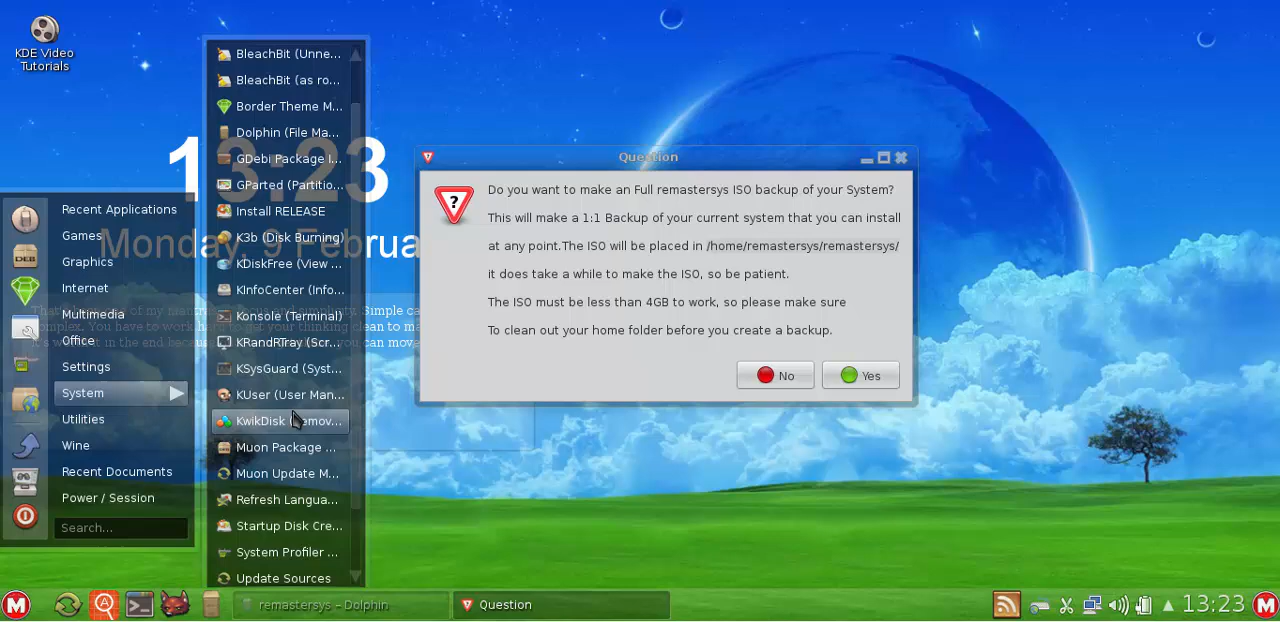 KDE Video
Tutorials
BleachBit (Unne...
BleachBit (as ro...
Border Theme M...
Dolphin (File Ma...
GDebi Package I...
GParted (Partitio...
Install RELEASE
K3b (Disk Burning)
KDiskFree (View ...
KInfoCenter (Info...
Konsole (Terminal)
KRandRTray (Scr...
KSysGuard (Syst...
KUser (User Man...
KwikDisk (Remov...
Muon Package ...
Muon Update M...
Refresh Langua...
Startup Disk Cre...
System Profiler ...
Update Sources
13:23
Monday, 9 Februa
Recent Applications
Games
Graphics
Internet
Multimedia
Office
Settings
System
Utilities
Wine
Recent Documents
Power / Session
Search...
DEB
Question
Do you want to make an Full remastersys ISO backup of your System?
This will make a 1:1 Backup of your current system that you can install
at any point.The ISO will be placed in /home/remastersys/remastersys/
it does take a while to make the ISO, so be patient.
The ISO must be less than 4GB to work, so please make sure
To clean out your home folder before you create a backup.
No
Yes
remastersys – Dolphin
Question
13:23